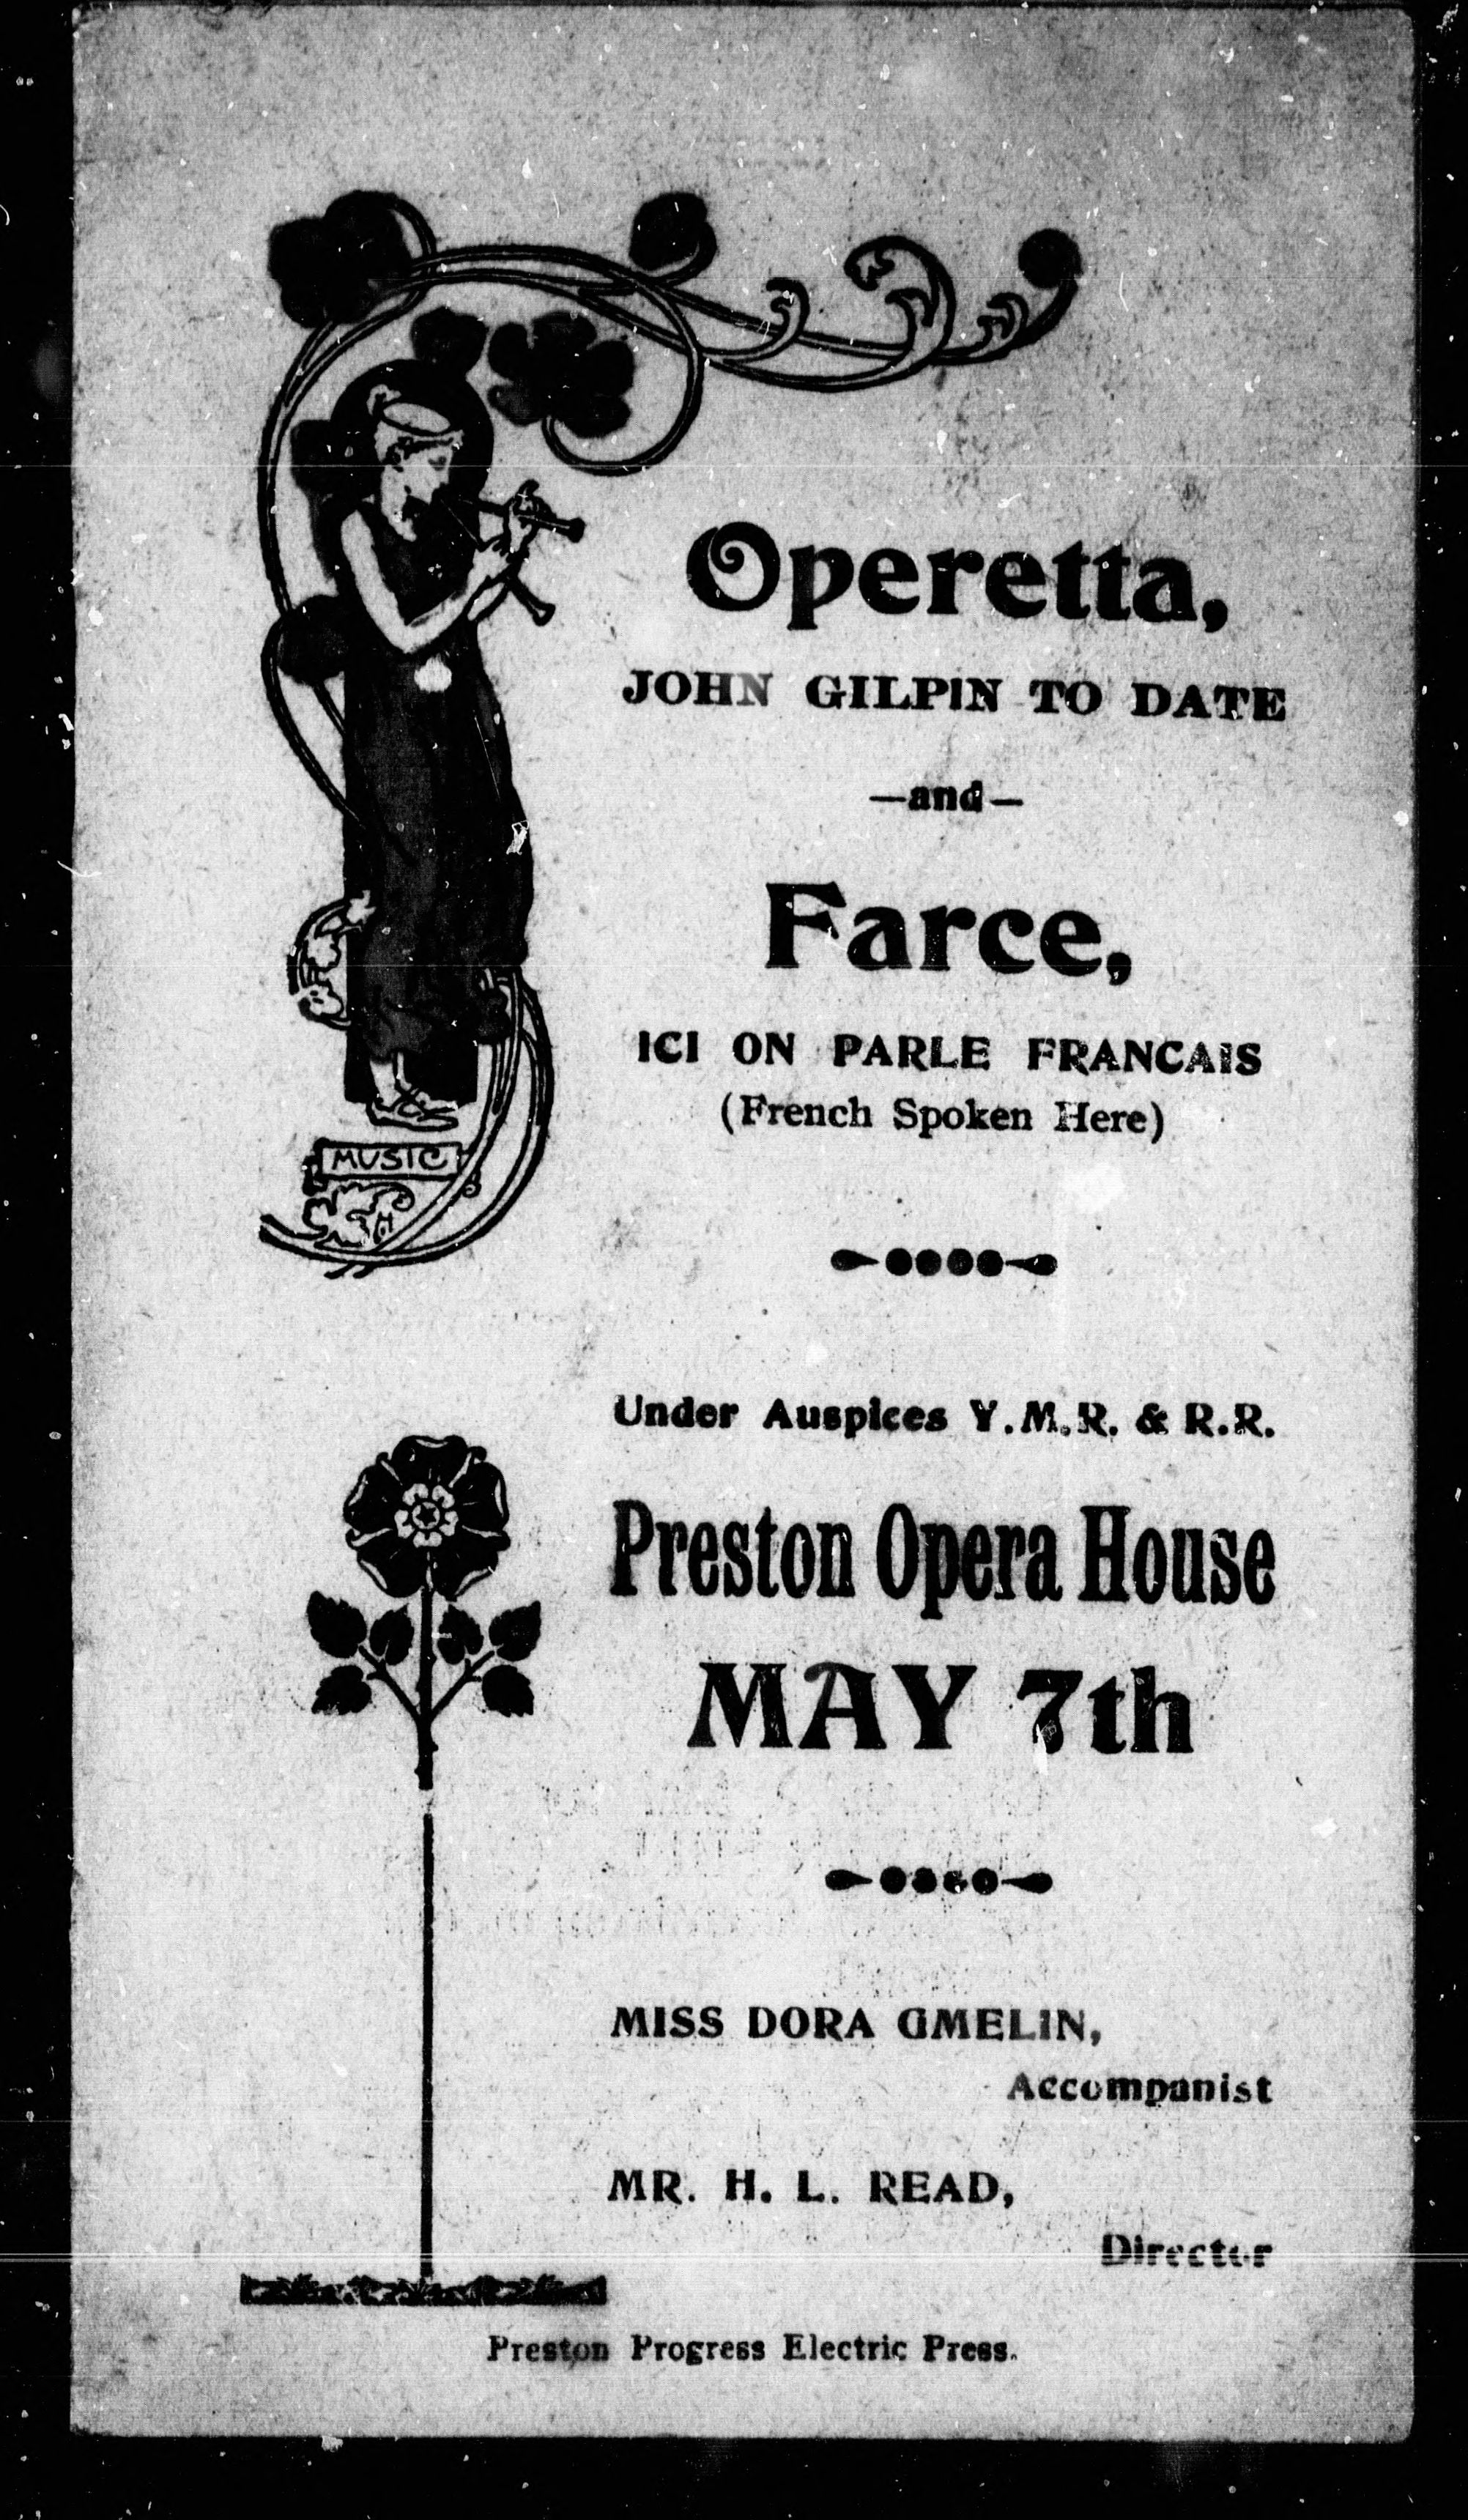 Operetta,
JOHN GILPIN TO DATE
—and—
Farce,
ICI ON PARLE FRANCAIS
(French Spoken Here)
MUSIC
Under Auspices Y.M.R. & R.R.
Preston Opera House
MAY 7th
MISS DORA GMELIN,
Accompanist
MR. H. L. READ,
Director
Preston Progress Electric Press.